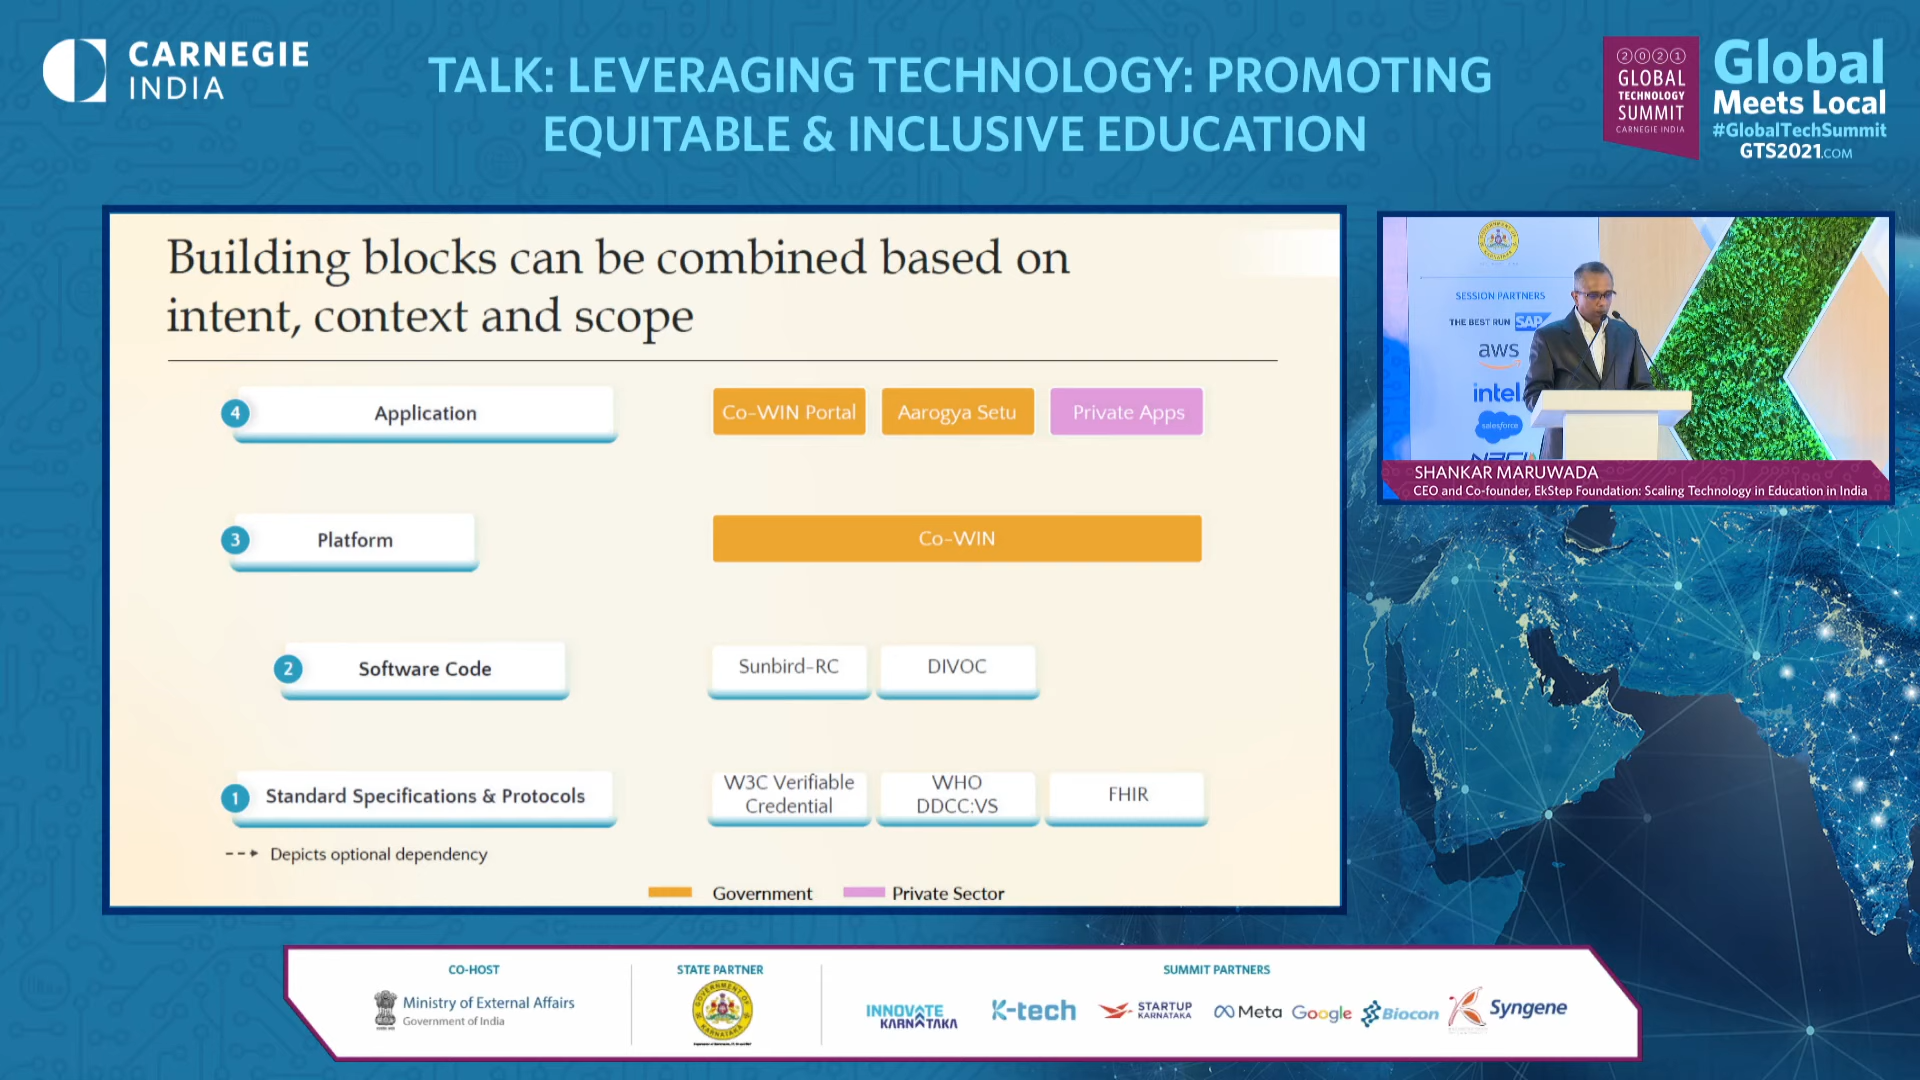 CARNEGIE
INDIA
TALK: LEVERAGING TECHNOLOGY: PROMOTING
EQUITABLE & INCLUSIVE EDUCATION
2021
GLOBAL
TECHNOLOGY
SUMMIT
CARNEGIE INDIA
Global
Meets Local
#GlobalTechSummit
GTS2021.COM
Building blocks can be combined based on
intent, context and scope
4 Application
Co-WIN Portal
Aarogya Setu
Private Apps
3 Platform
Co-WIN
2 Software Code
Sunbird-RC
DIVOC
1 Standard Specifications & Protocols
W3C Verifiable
Credential
WHO
DDCC:VS
FHIR
Depicts optional dependency
Government
Private Sector
SESSION PARTNERS
THE BEST RUN SAP
aws
intel
salesforce
SHANKAR MARUWADA
CEO and Co-founder, EkStep Foundation: Scaling Technology in Education in India
CO-HOST
Ministry of External Affairs
Government of India
STATE PARTNER
GOVERNMENT OF
KARNATAKA
SUMMIT PARTNERS
INNOVATE
KARNATAKA
K-tech
STARTUP
KARNATAKA
Meta
Google
Biocon
Syngene